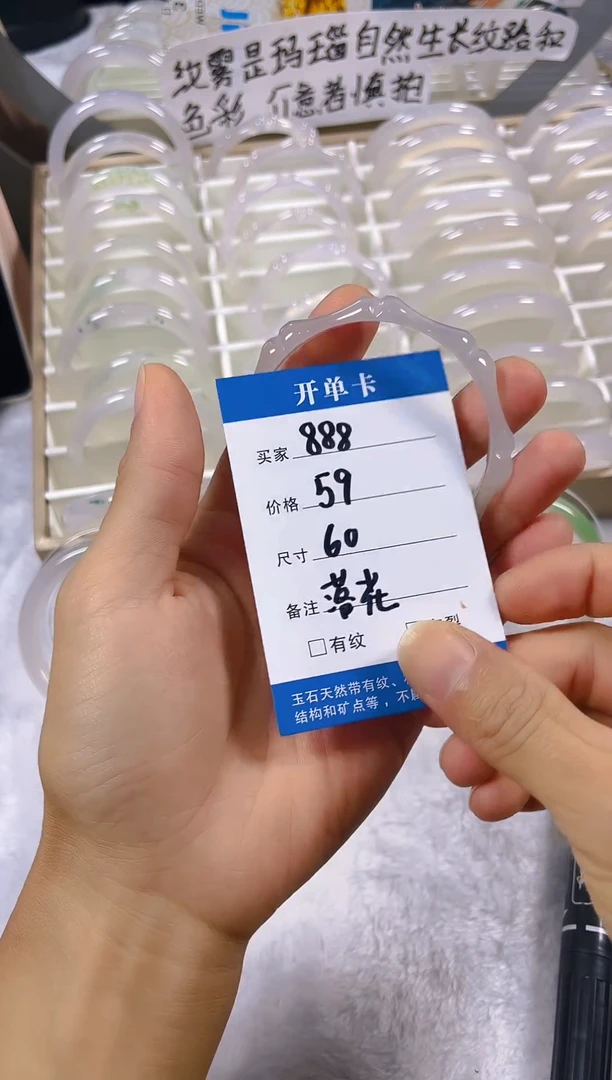 纹雾是玛瑙自然生长纹路和
色彩 介意者慎拍
开单卡
买家 888
价格 59
尺寸 60
备注 落花
□有纹
玉石天然带有纹、
结构和矿点等，不